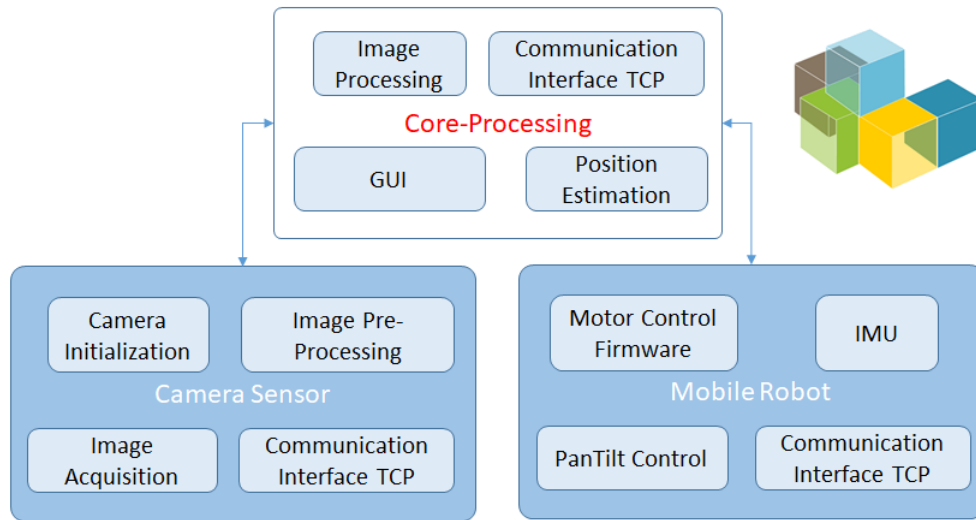 Image
Processing
Communication
Interface TCP
Core-Processing
GUI
Position
Estimation
Camera
Initialization
Image Pre-
Processing
Camera Sensor
Image
Acquisition
Communication
Interface TCP
Motor Control
Firmware
IMU
Mobile Robot
PanTilt Control
Communication
Interface TCP